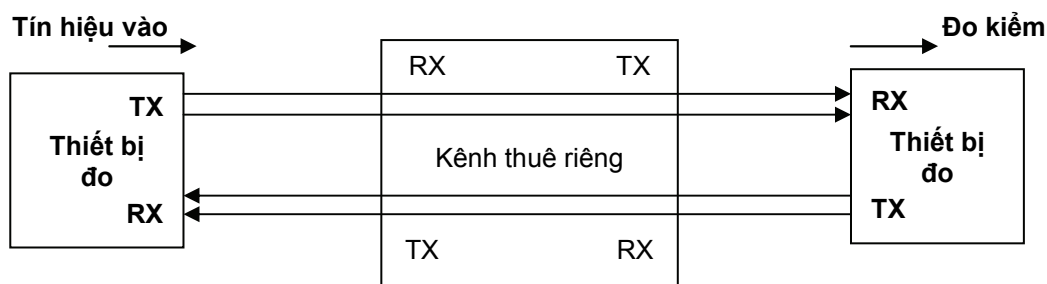 Tín hiệu vào
Đo kiểm
RX TX
TX
Thiết bị
đo
RX
Kênh thuê riêng
RX
Thiết bị
đo
TX
TX RX